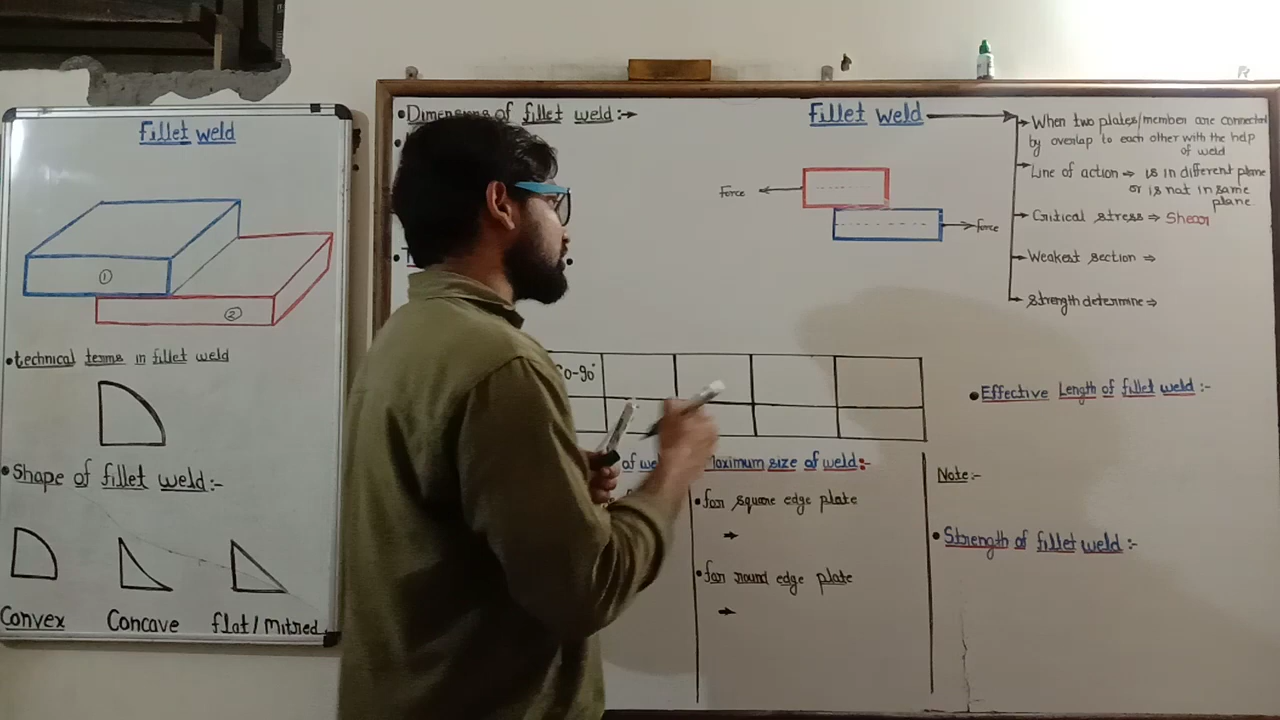 Fillet weld
①
②
•technical terms in fillet weld
•Shape of fillet weld:-
Convex
Concave
flat/Mitred
•Dimensions of fillet weld:→
Fillet weld
→When two plates/member are connected
by overlap to each other with the help
of weld
→Line of action ⇒ is in different plane
or is not in same
plane
→Critical stress ⇒ Shear
→Weakest section ⇒
→Strength determine ⇒
Force
Force
60-90°
of weld
Maximum size of weld:-
•for square edge plate
•for round edge plate
•Effective Length of fillet weld:-
Note:-
•Strength of fillet weld:-